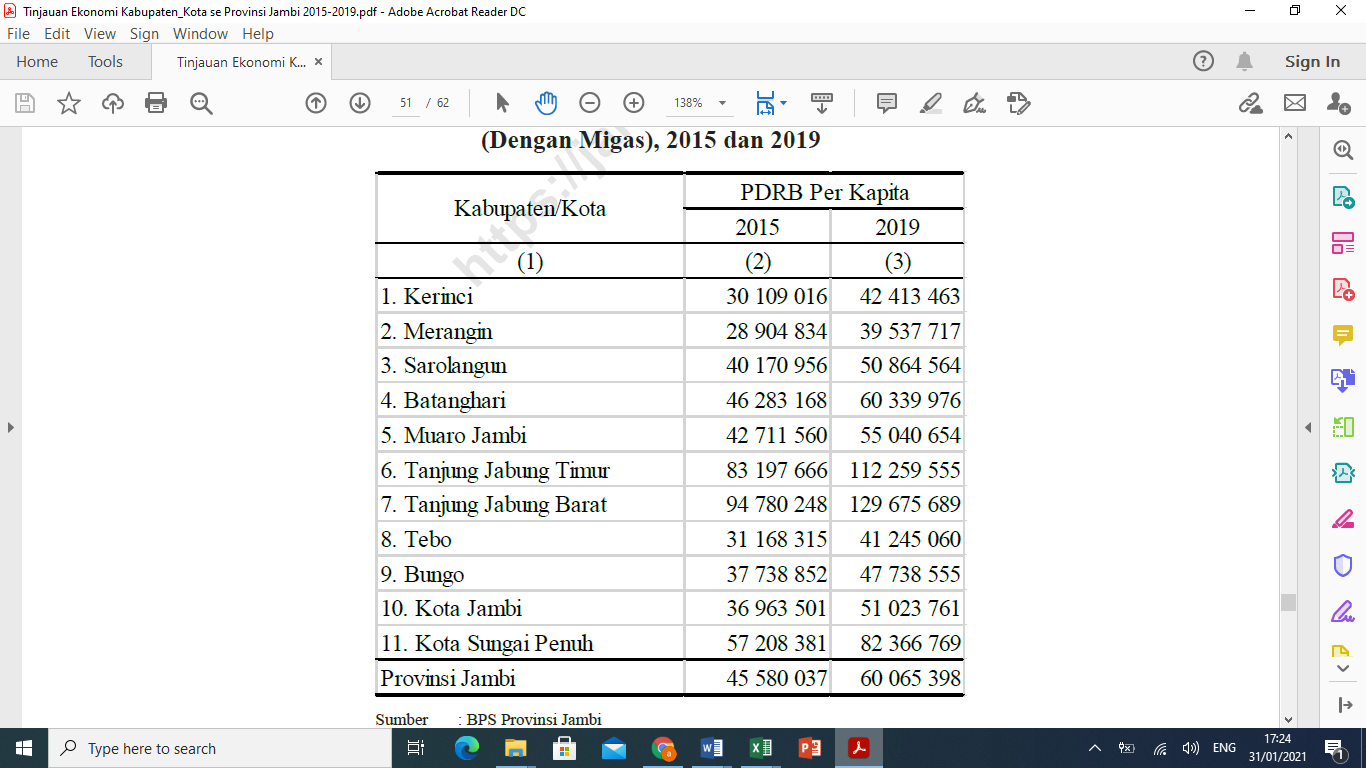 Tinjauan Ekonomi Kabupaten_Kota se Provinsi Jambi 2015-2019.pdf - Adobe Acrobat Reader DC
File Edit View Sign Window Help
Home Tools Tinjauan Ekonomi K... × Sign In
51 / 62 138%
(Dengan Migas), 2015 dan 2019
Kabupaten/Kota PDRB Per Kapita
2015 2019
(1) (2) (3)
1. Kerinci 30 109 016 42 413 463
2. Merangin 28 904 834 39 537 717
3. Sarolangun 40 170 956 50 864 564
4. Batanghari 46 283 168 60 339 976
5. Muaro Jambi 42 711 560 55 040 654
6. Tanjung Jabung Timur 83 197 666 112 259 555
7. Tanjung Jabung Barat 94 780 248 129 675 689
8. Tebo 31 168 315 41 245 060
9. Bungo 37 738 852 47 738 555
10. Kota Jambi 36 963 501 51 023 761
11. Kota Sungai Penuh 57 208 381 82 366 769
Provinsi Jambi 45 580 037 60 065 398
Sumber : BPS Provinsi Jambi
https://j
Type here to search ENG 17:24
31/01/2021 1